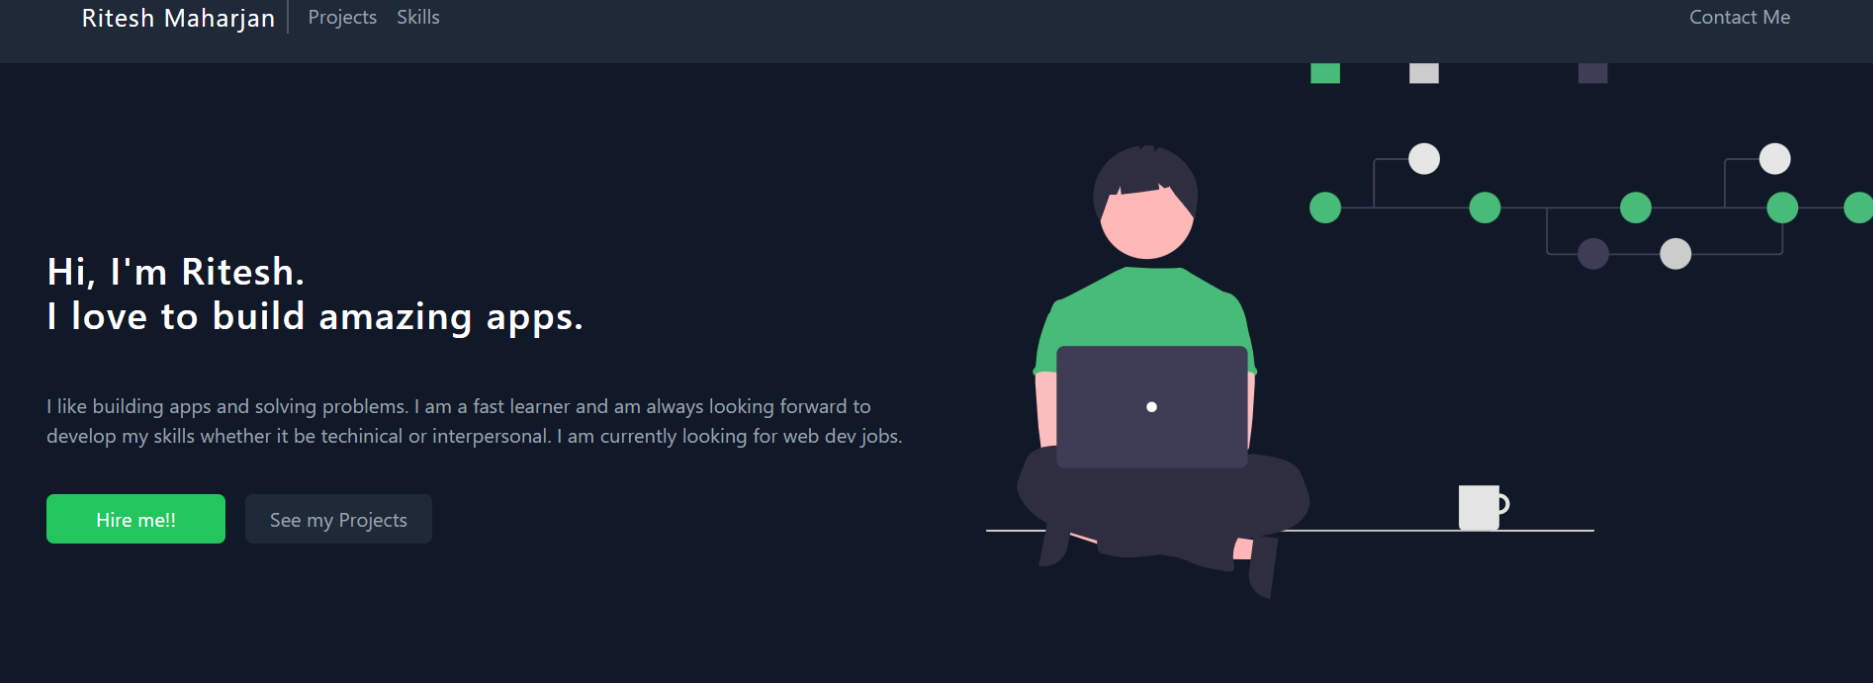 Ritesh Maharjan
Projects
Skills
Contact Me
Hi, I'm Ritesh.
I love to build amazing apps.
I like building apps and solving problems. I am a fast learner and am always looking forward to
develop my skills whether it be techinical or interpersonal. I am currently looking for web dev jobs.
Hire me!!
See my Projects